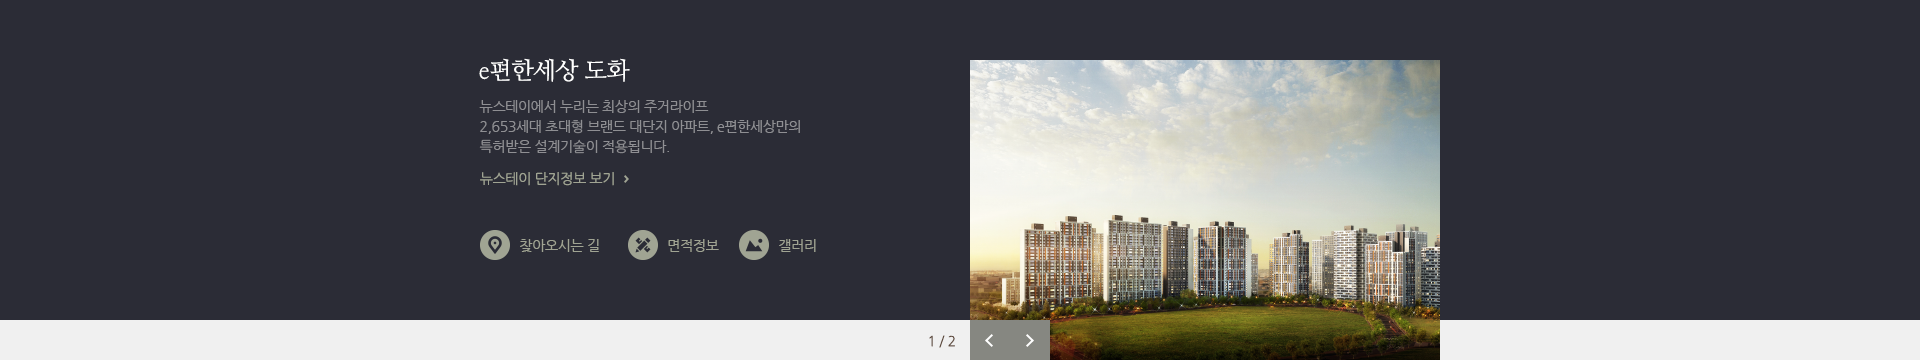 e편한세상 도화
뉴스테이에서 누리는 최상의 주거라이프
2,653세대 초대형 브랜드 대단지 아파트, e편한세상만의
특허받은 설계기술이 적용됩니다.
뉴스테이 단지정보 보기 >
찾아오시는 길
면적정보
갤러리
1 / 2